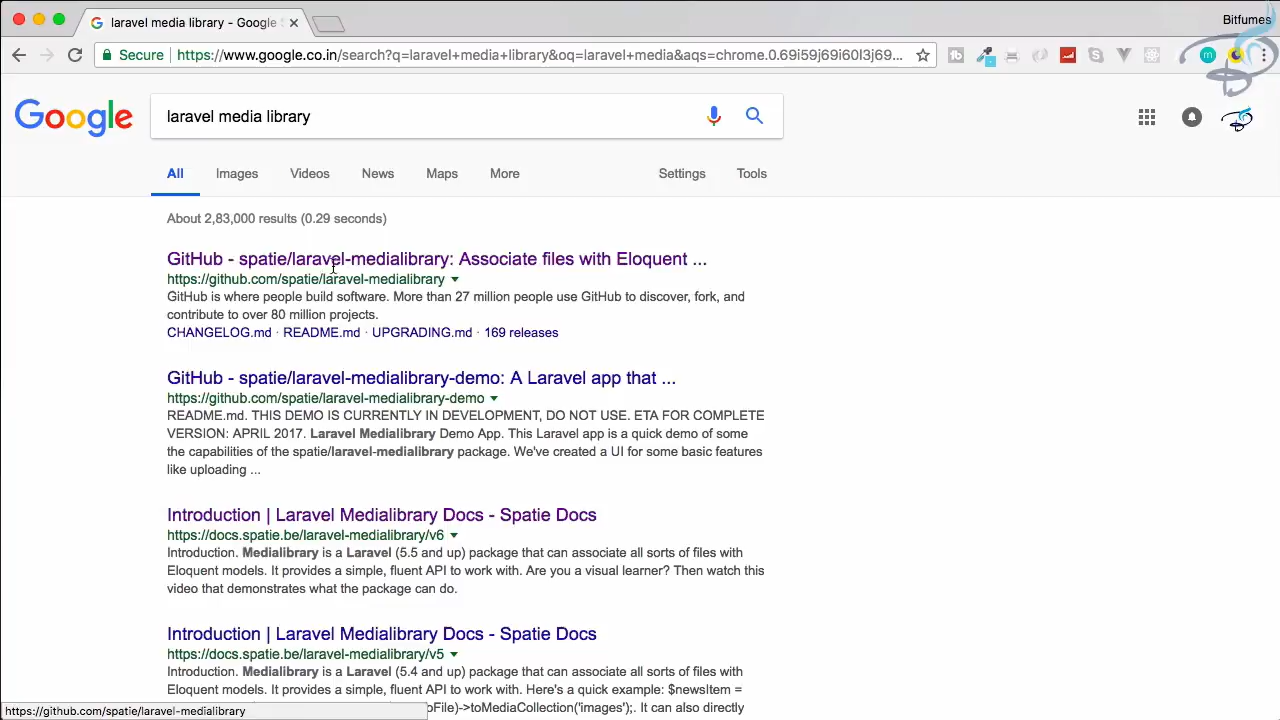 laravel media library - Google S
Bitfumes
Secure
https://www.google.co.in/search?q=laravel+media+library&oq=laravel+media&aqs=chrome.0.69i59j69i60l3j69...
Google
laravel media library
All
Images
Videos
News
Maps
More
Settings
Tools
About 2,83,000 results (0.29 seconds)
GitHub - spatie/laravel-medialibrary: Associate files with Eloquent ...
https://github.com/spatie/laravel-medialibrary
GitHub is where people build software. More than 27 million people use GitHub to discover, fork, and
contribute to over 80 million projects.
CHANGELOG.md · README.md · UPGRADING.md · 169 releases
GitHub - spatie/laravel-medialibrary-demo: A Laravel app that ...
https://github.com/spatie/laravel-medialibrary-demo
README.md. THIS DEMO IS CURRENTLY IN DEVELOPMENT, DO NOT USE. ETA FOR COMPLETE
VERSION: APRIL 2017. Laravel Medialibrary Demo App. This Laravel app is a quick demo of some
the capabilities of the spatie/laravel-medialibrary package. We've created a UI for some basic features
like uploading ...
Introduction | Laravel Medialibrary Docs - Spatie Docs
https://docs.spatie.be/laravel-medialibrary/v6
Introduction. Medialibrary is a Laravel (5.5 and up) package that can associate all sorts of files with
Eloquent models. It provides a simple, fluent API to work with. Are you a visual learner? Then watch this
video that demonstrates what the package can do.
Introduction | Laravel Medialibrary Docs - Spatie Docs
https://docs.spatie.be/laravel-medialibrary/v5
Introduction. Medialibrary is a Laravel (5.4 and up) package that can associate all sorts of files with
Eloquent models. It provides a simple, fluent API to work with. Here's a quick example: $newsItem =
oFile)->toMediaCollection('images');. It can also directly
https://github.com/spatie/laravel-medialibrary